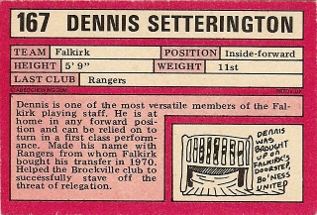 167 DENNIS SETTERINGTON
TEAM Falkirk POSITION Inside-forward
HEIGHT 5' 9" WEIGHT 11st
LAST CLUB Rangers
Dennis is one of the most versatile members of the Fal-
kirk playing staff. He is at
home in any forward posi-
tion and can be relied on to
turn in a first class perform-
ance. Made his name with
Rangers from whom Falkirk
bought his transfer in 1970.
Helped the Brockville club to
successfully stave off the
threat of relegation.
DENNIS
WAS
BROUGHT
UP ON
FALKIRK'S
DOORSTEP,
BO'NESS
UNITED